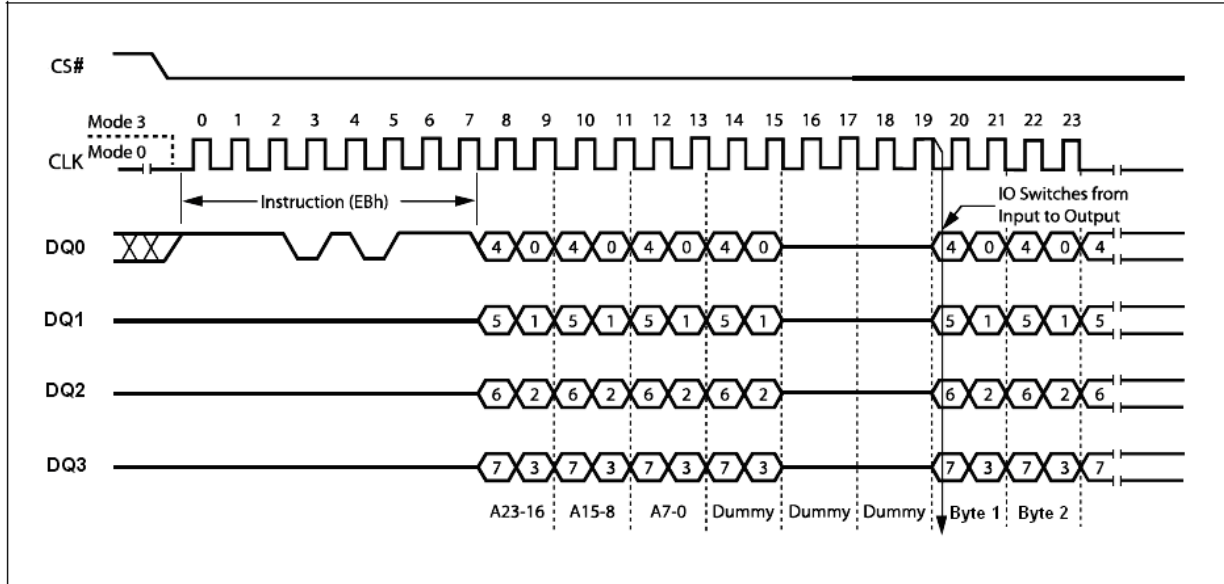 CS#
Mode 3
0 1 2 3 4 5 6 7 8 9 10 11 12 13 14 15 16 17 18 19 20 21 22 23
Mode 0
CLK
Instruction (EBh)
IO Switches from
Input to Output
DQ0 4 0 4 0 4 0 4 0 4 0 4 0 4
DQ1 5 1 5 1 5 1 5 1 5 1 5 1 5
DQ2 6 2 6 2 6 2 6 2 6 2 6 2 6
DQ3 7 3 7 3 7 3 7 3 7 3 7 3 7
A23-16 A15-8 A7-0 Dummy Dummy Dummy Byte 1 Byte 2